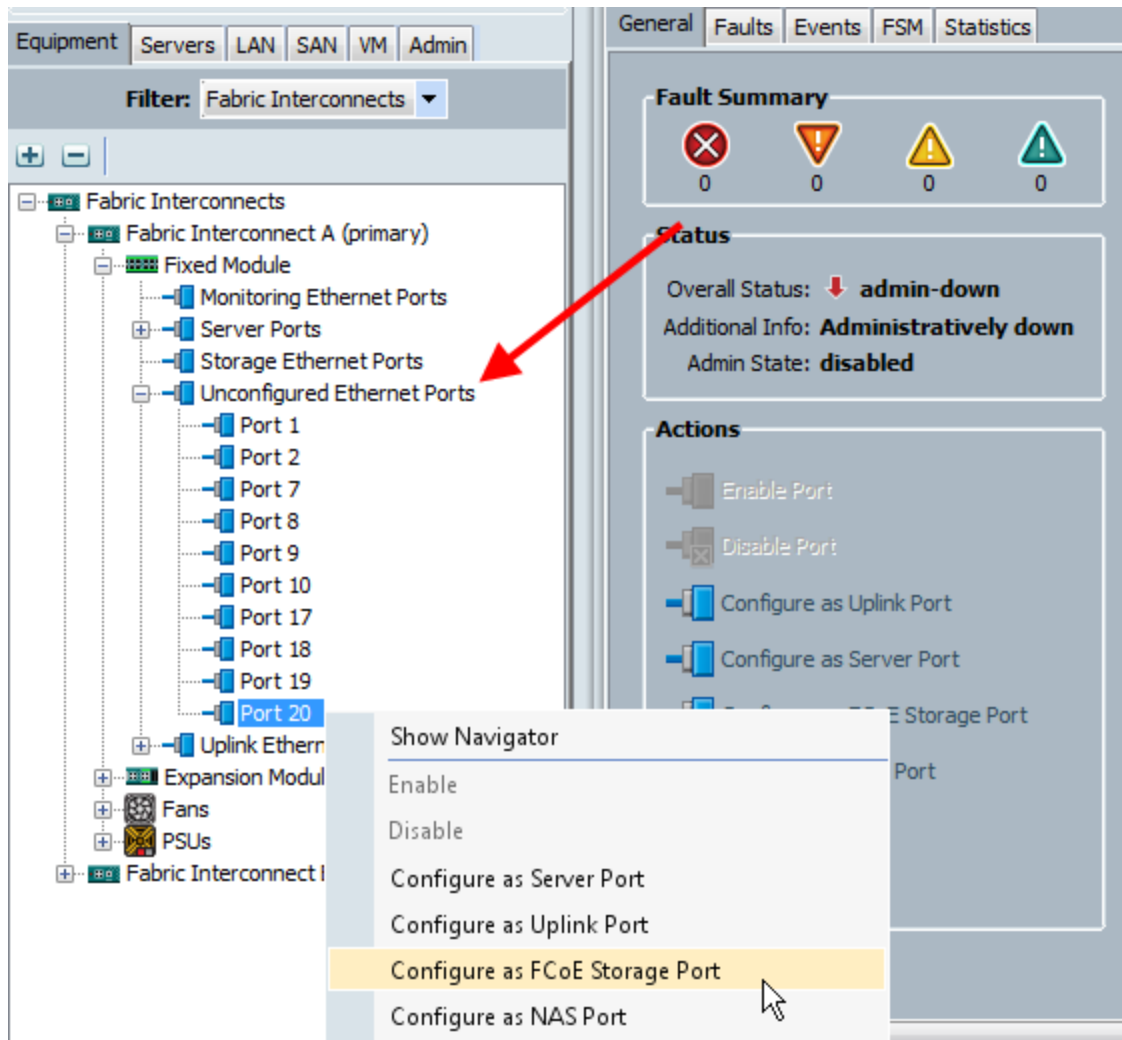 Equipment Servers LAN SAN VM Admin
Filter: Fabric Interconnects
Fabric Interconnects
Fabric Interconnect A (primary)
Fixed Module
Monitoring Ethernet Ports
Server Ports
Storage Ethernet Ports
Unconfigured Ethernet Ports
Port 1
Port 2
Port 7
Port 8
Port 9
Port 10
Port 17
Port 18
Port 19
Port 20
Uplink Ethern
Expansion Modul
Fans
PSUs
Fabric Interconnect
Show Navigator
Enable
Disable
Configure as Server Port
Configure as Uplink Port
Configure as FCoE Storage Port
Configure as NAS Port
General Faults Events FSM Statistics
Fault Summary
0 0 0 0
Status
Overall Status: admin-down
Additional Info: Administratively down
Admin State: disabled
Actions
Enable Port
Disable Port
Configure as Uplink Port
Configure as Server Port
E Storage Port
Port